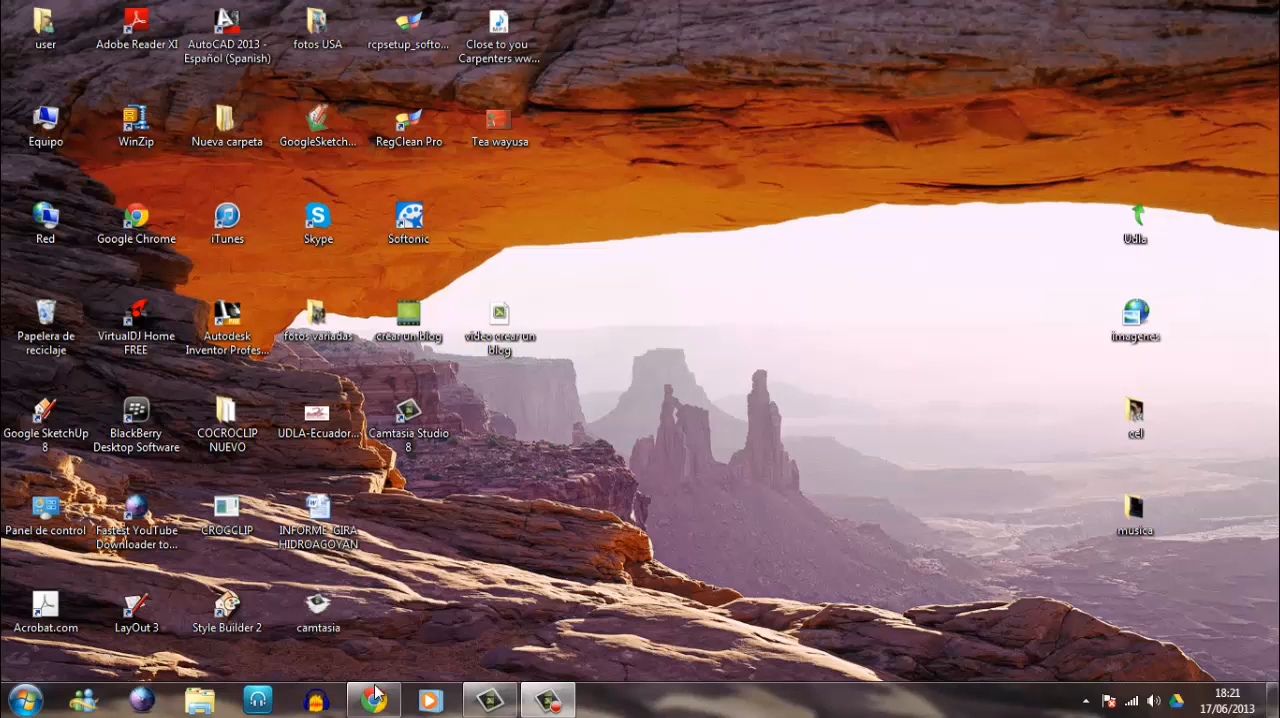 user
Adobe Reader XI
AutoCAD 2013 -
Español (Spanish)
fotos USA
rcpsetup_softo...
Close to you
Carpenters ww...
Equipo
WinZip
Nueva carpeta
GoogleSketch...
RegClean Pro
Tea wayusa
Red
Google Chrome
iTunes
Skype
Softonic
Udla
Papelera de
reciclaje
VirtualDJ Home
FREE
Autodesk
Inventor Profes...
fotos variadas
crear un blog
video crear un
blog
imagenes
Google SketchUp
8
BlackBerry
Desktop Software
COCROCLIP
NUEVO
UDLA-Ecuador...
Camtasia Studio
8
cel
Panel de control
Fastest YouTube
Downloader to...
CROGCLIP
INFORME_GIRA
HIDROAGOYAN
musica
Acrobat.com
LayOut 3
Style Builder 2
camtasia
18:21
17/06/2013